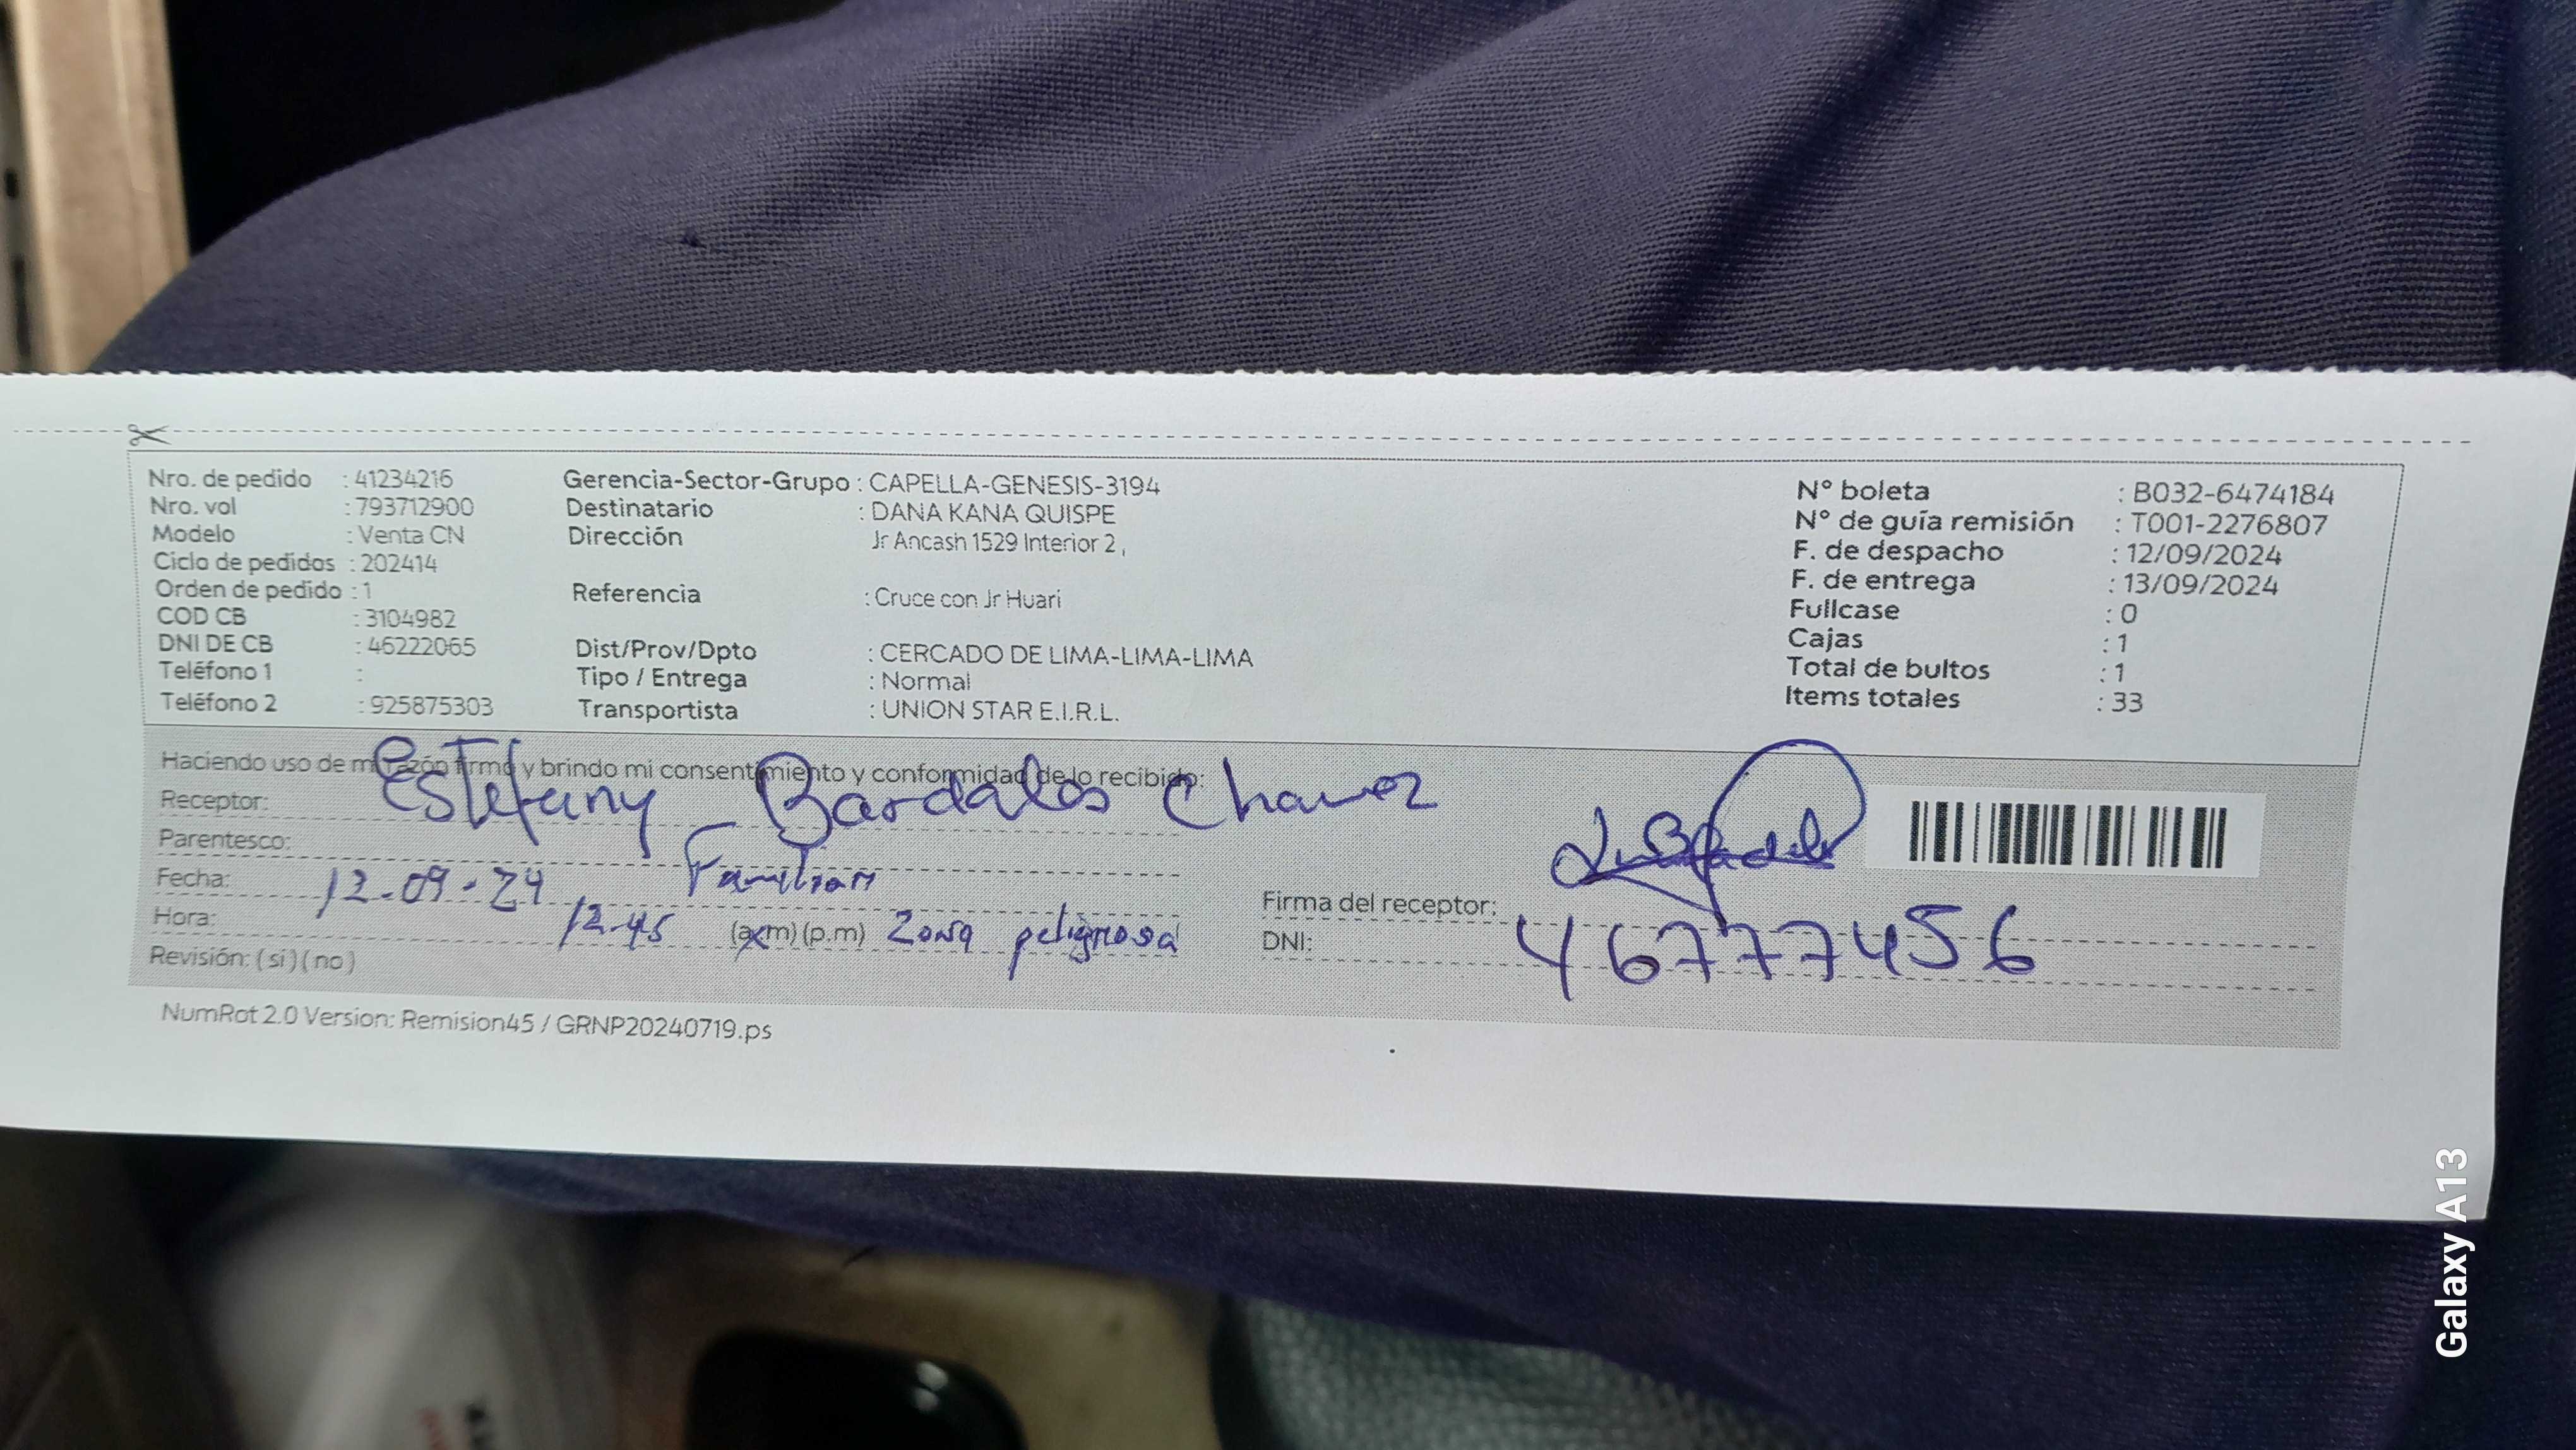 Nro. de pedido : 41234216
Nro. vol : 793712900
Modelo : Venta CN
Ciclo de pedidos : 202414
Orden de pedido : 1
COD CB : 3104982
DNI DE CB : 46222065
Teléfono 1 :
Teléfono 2 : 925875303
Gerencia-Sector-Grupo : CAPELLA-GENESIS-3194
Destinatario : DANA KANA QUISPE
Dirección Jr Ancash 1529 Interior 2 ,
Referencia : Cruce con Jr Huari
Dist/Prov/Dpto : CERCADO DE LIMA-LIMA-LIMA
Tipo / Entrega : Normal
Transportista : UNION STAR E.I.R.L.
N° boleta : B032-6474184
N° de guía remisión : T001-2276807
F. de despacho : 12/09/2024
F. de entrega : 13/09/2024
Fullcase : 0
Cajas : 1
Total de bultos : 1
Items totales : 33
Haciendo uso de mi razón firmo y brindo mi consentimiento y conformidad de lo recibido:
Receptor: Estefany Bardales Chavez
Parentesco: Familiar
Fecha: 12-09-24
Hora: 12-45 (a.m) (p.m) Zona peligrosa
Revisión: ( si ) ( no )
Firma del receptor:
DNI: 46777456
NumRot 2.0 Version: Remision45 / GRNP20240719.ps
Galaxy A13